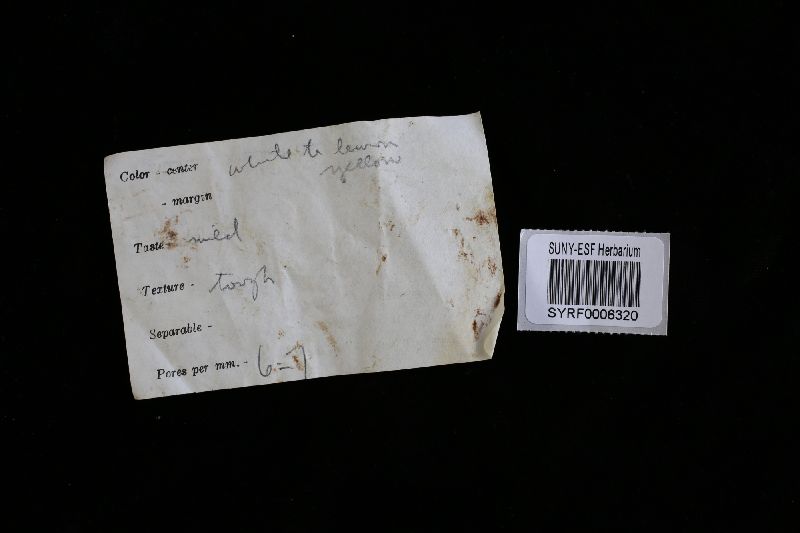 Color - center white to lemon
yellow
- margin
Taste - mild
Texture - tough
Separable -
Pores per mm. - 6-7
SUNY-ESF Herbarium
SYRF0006320